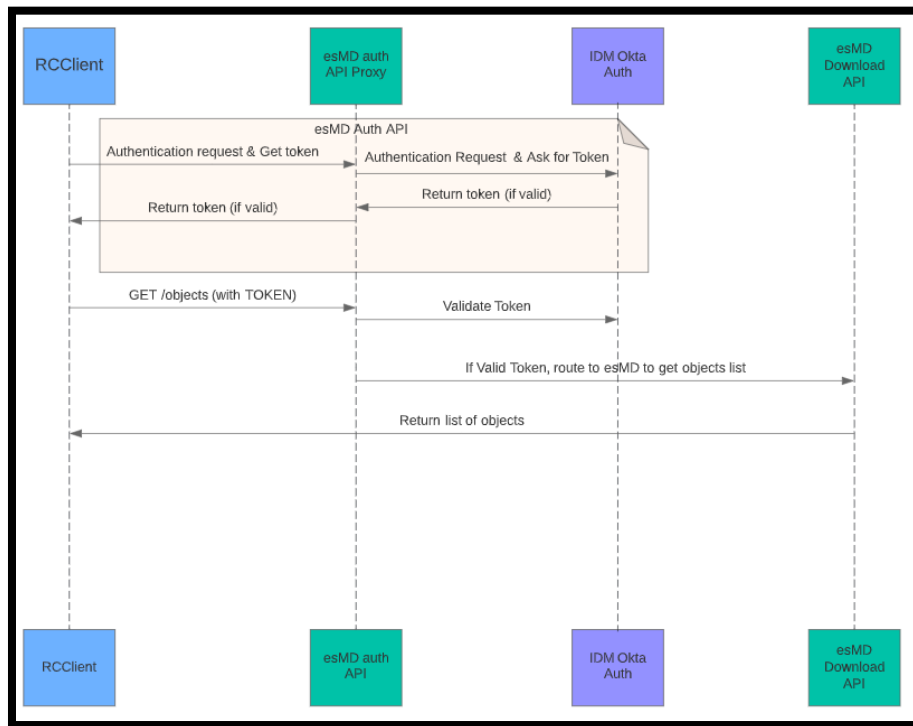 RCClient
esMD auth
API Proxy
IDM Okta
Auth
esMD
Download
API
esMD Auth API
Authentication request & Get token
Authentication Request & Ask for Token
Return token (if valid)
Return token (if valid)
GET /objects (with TOKEN)
Validate Token
If Valid Token, route to esMD to get objects list
Return list of objects
RCClient
esMD auth
API
IDM Okta
Auth
esMD
Download
API